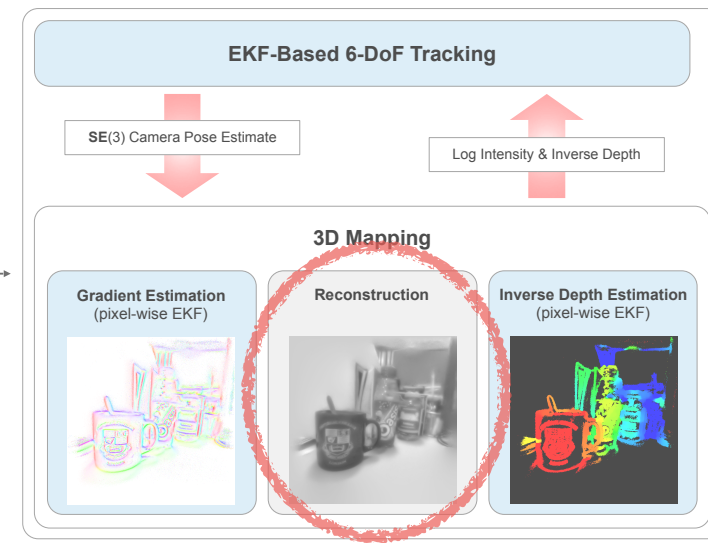 EKF-Based 6-DoF Tracking
SE(3) Camera Pose Estimate
Log Intensity & Inverse Depth
3D Mapping
Gradient Estimation
(pixel-wise EKF)
Reconstruction
Inverse Depth Estimation
(pixel-wise EKF)